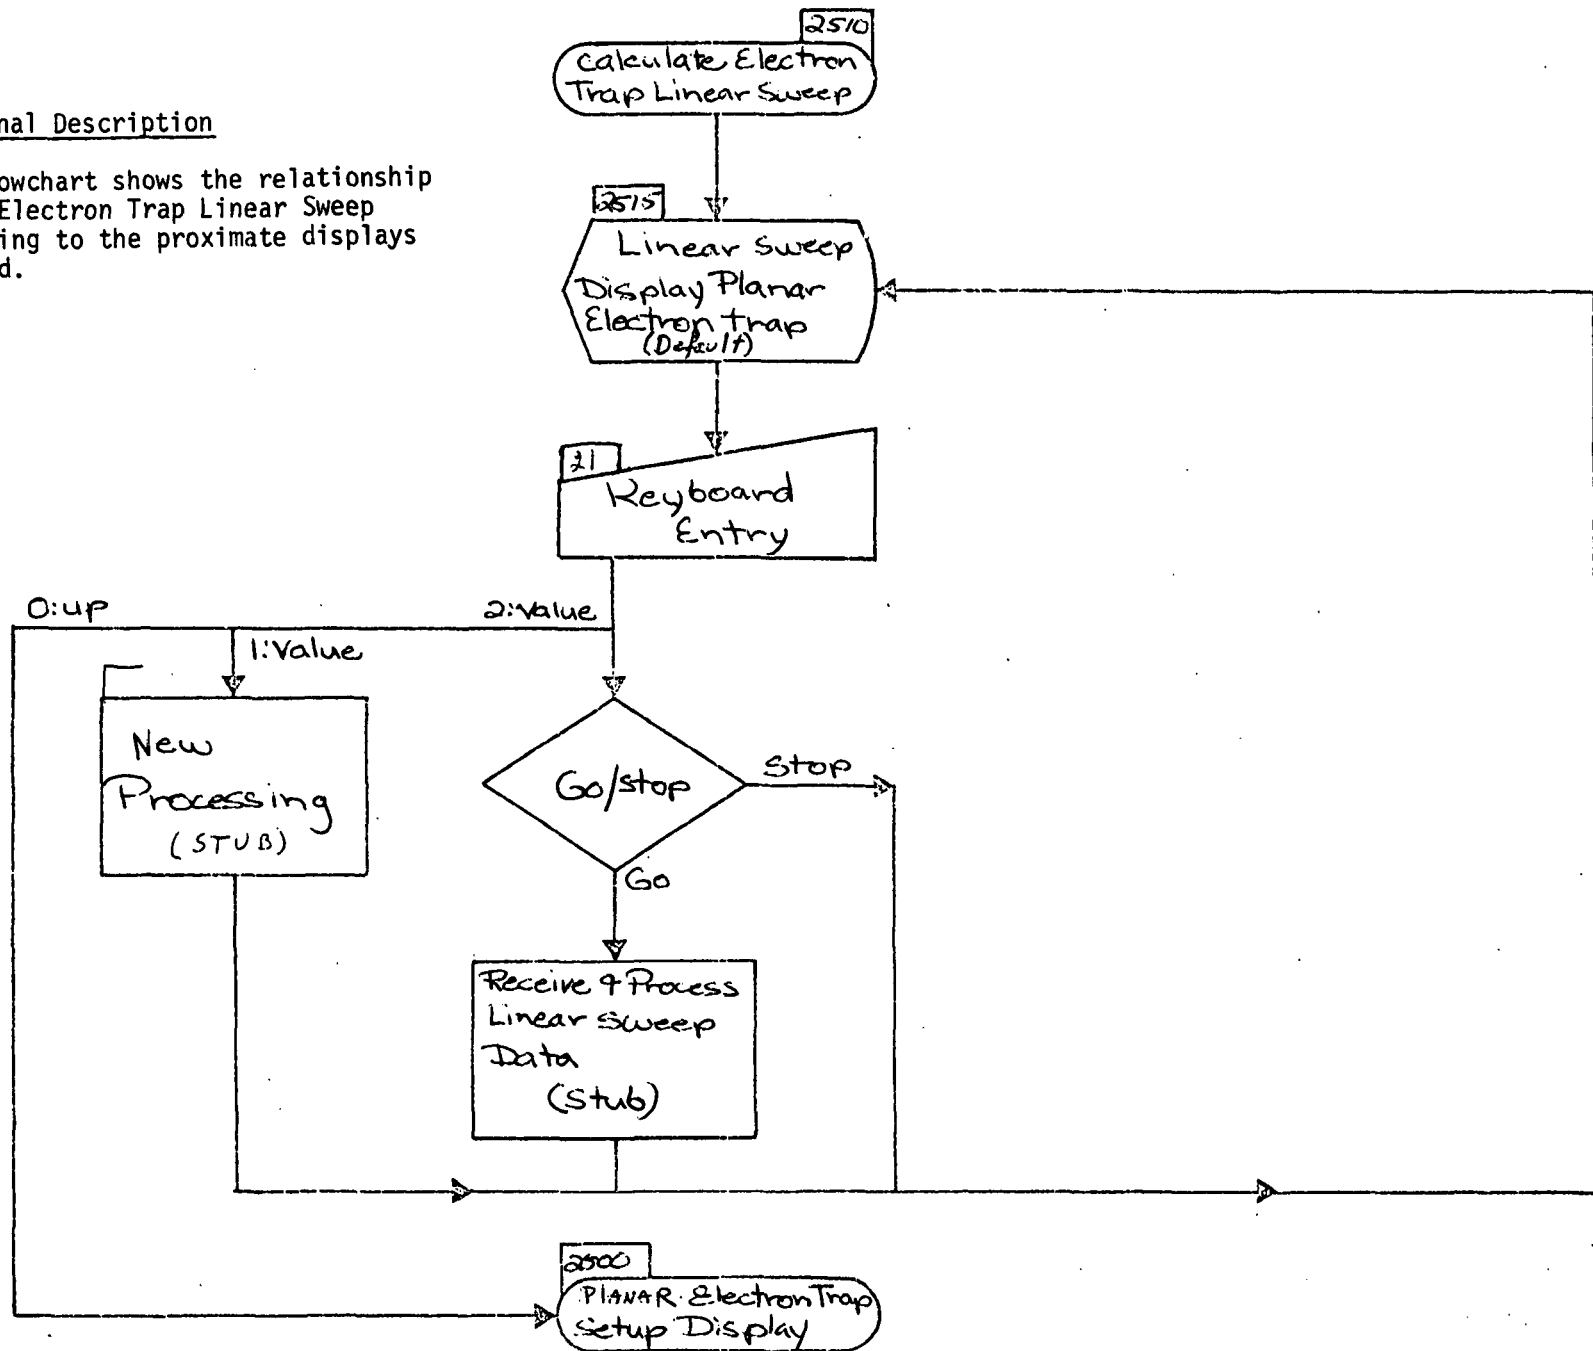 2510
Calculate Electron
Trap Linear Sweep
nal Description
owchart shows the relationship
Electron Trap Linear Sweep
ing to the proximate displays
d.
2515
Linear Sweep
Display Planar
Electron trap
(Default)
21
Keyboard
Entry
0:up
2:Value
1:Value
New
Processing
(STUB)
Go/stop
Stop
Go
Receive & Process
Linear Sweep
Data
(Stub)
2500
PLANAR Electron Trap
Setup Display